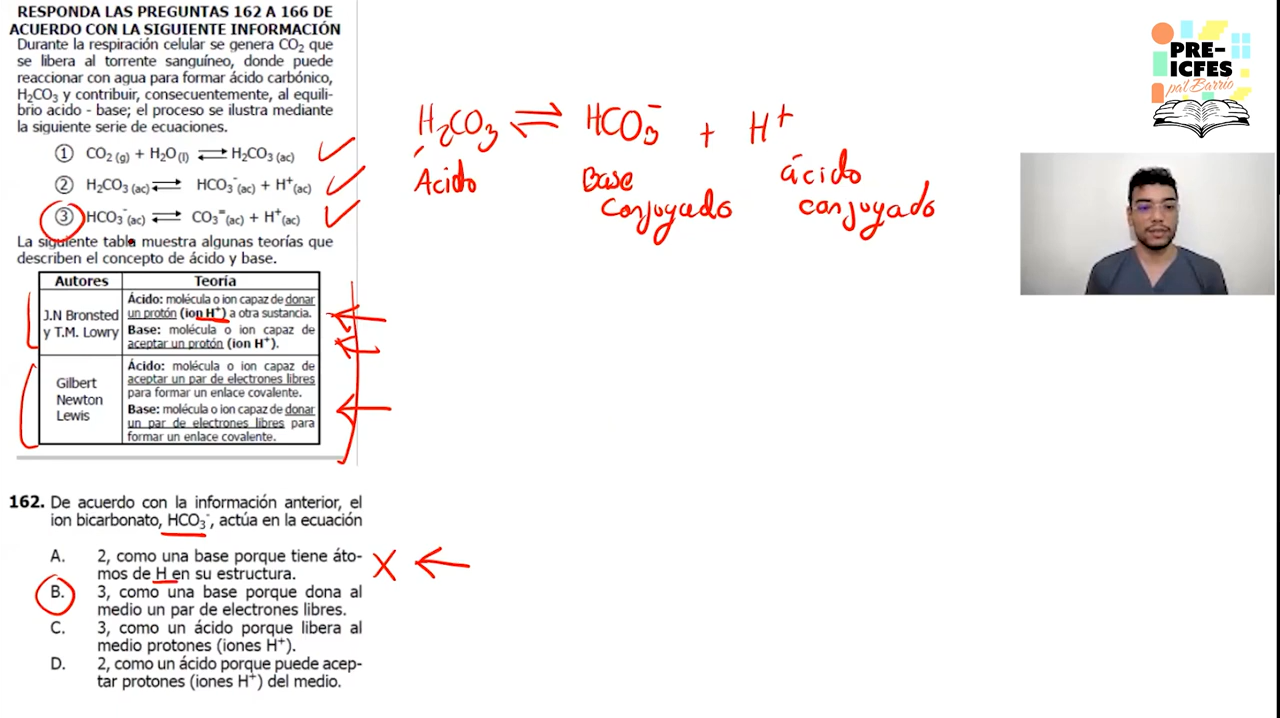 RESPONDA LAS PREGUNTAS 162 A 166 DE
ACUERDO CON LA SIGUIENTE INFORMACIÓN
Durante la respiración celular se genera CO₂ que
se libera al torrente sanguíneo, donde puede
reaccionar con agua para formar ácido carbónico,
H₂CO₃ y contribuir, consecuentemente, al equili-
brio acido - base; el proceso se ilustra mediante
la siguiente serie de ecuaciones.
① CO₂ (g) + H₂O (l) ⇌ H₂CO₃ (ac)
② H₂CO₃ (ac) ⇌ HCO₃⁻ (ac) + H⁺ (ac)
③ HCO₃⁻ (ac) ⇌ CO₃⁼ (ac) + H⁺ (ac)
La siguiente tabla muestra algunas teorías que
describen el concepto de ácido y base.
Autores Teoría
J.N Bronsted
y T.M. Lowry
Ácido: molécula o ion capaz de donar
un protón (ion H⁺) a otra sustancia.
Base: molécula o ion capaz de
aceptar un protón (ion H⁺).
Gilbert
Newton
Lewis
Ácido: molécula o ion capaz de
aceptar un par de electrones libres
para formar un enlace covalente.
Base: molécula o ion capaz de donar
un par de electrones libres para
formar un enlace covalente.
162. De acuerdo con la información anterior, el
ion bicarbonato, HCO₃⁻, actúa en la ecuación
A. 2, como una base porque tiene áto-
mos de H en su estructura.
B. 3, como una base porque dona al
medio un par de electrones libres.
C. 3, como un ácido porque libera al
medio protones (iones H⁺).
D. 2, como un ácido porque puede acep-
tar protones (iones H⁺) del medio.
H₂CO₃ ⇌ HCO₃⁻ + H⁺
Ácido Base ácido
conjugado conjugado
X
PRE-
ICFES
pa'l Barrio